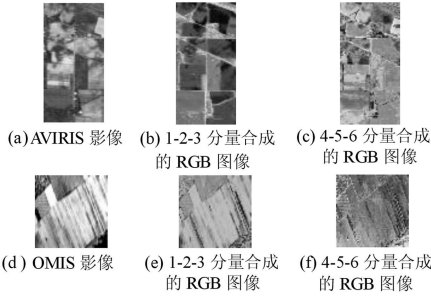 (a) AVIRIS 影像
(b) 1-2-3 分量合成
的 RGB 图像
(c) 4-5-6 分量合成
的 RGB 图像
(d) OMIS 影像
(e) 1-2-3 分量合成
的 RGB 图像
(f) 4-5-6 分量合成
的 RGB 图像